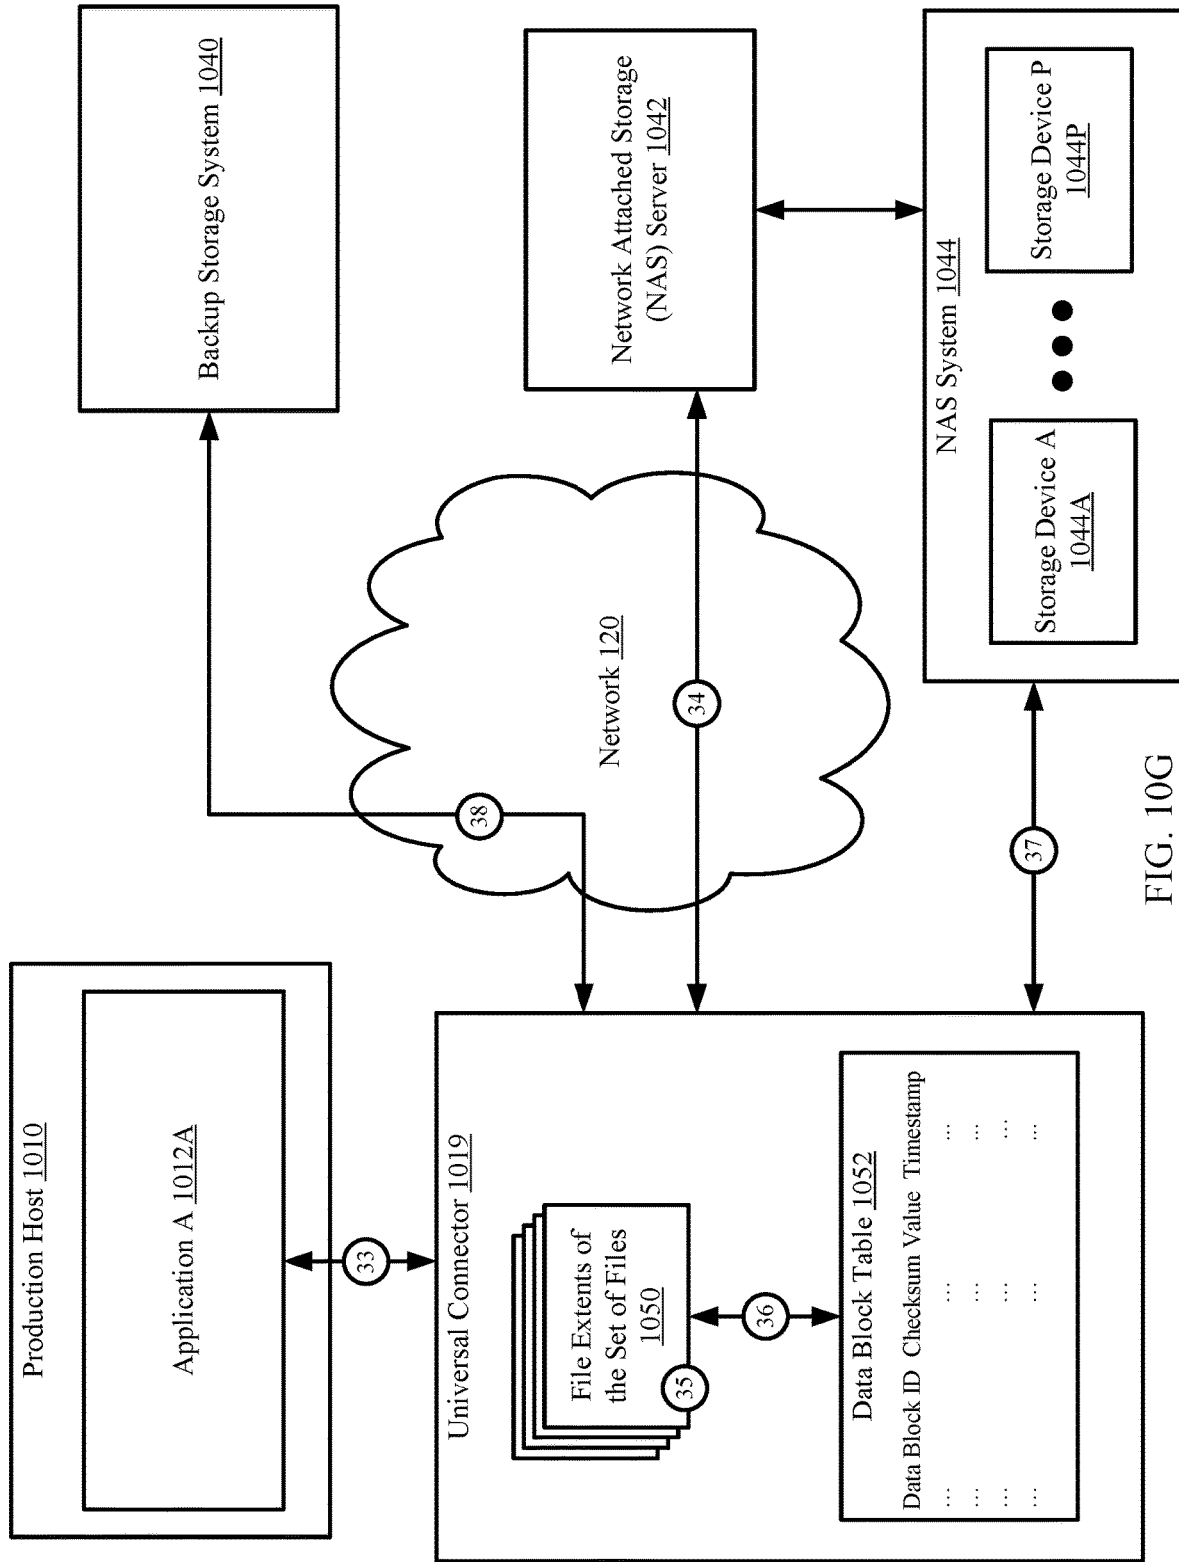 Production Host 1010
Application A 1012A
33
Universal Connector 1019
File Extents of
the Set of Files
1050
35
36
Data Block Table 1052
Data Block ID Checksum Value Timestamp
... ... ...
... ... ...
... ... ...
... ... ...
38
Network 120
34
37
Backup Storage System 1040
Network Attached Storage
(NAS) Server 1042
NAS System 1044
Storage Device A
1044A
Storage Device P
1044P
FIG. 10G